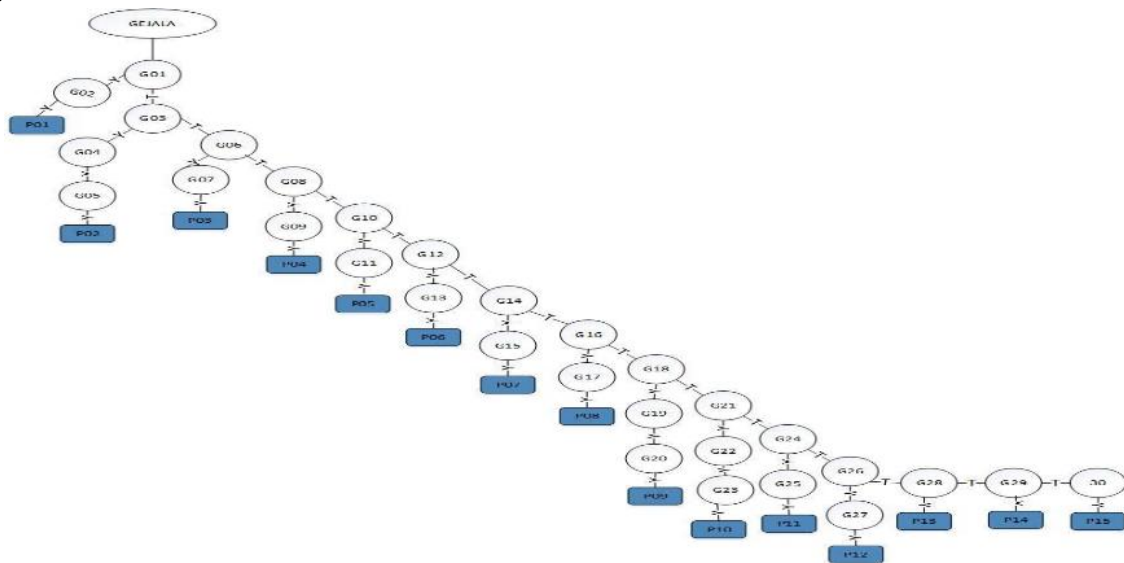 GEJALA
G01
Y
G02
Y
P01
T
G03
Y
T
G04
Y
G05
Y
P02
G06
Y
G07
Y
P03
T
G08
Y
G09
Y
P04
T
G10
Y
G11
Y
P05
T
G12
Y
G13
Y
P06
T
G14
Y
G15
Y
P07
T
G16
Y
G17
Y
P08
T
G18
Y
G19
Y
G20
Y
P09
T
G21
Y
G22
Y
G23
Y
P10
T
G24
Y
G25
Y
P11
T
G26
Y
G27
Y
P12
T
G28
Y
P13
T
G29
Y
P14
T
30
Y
P15